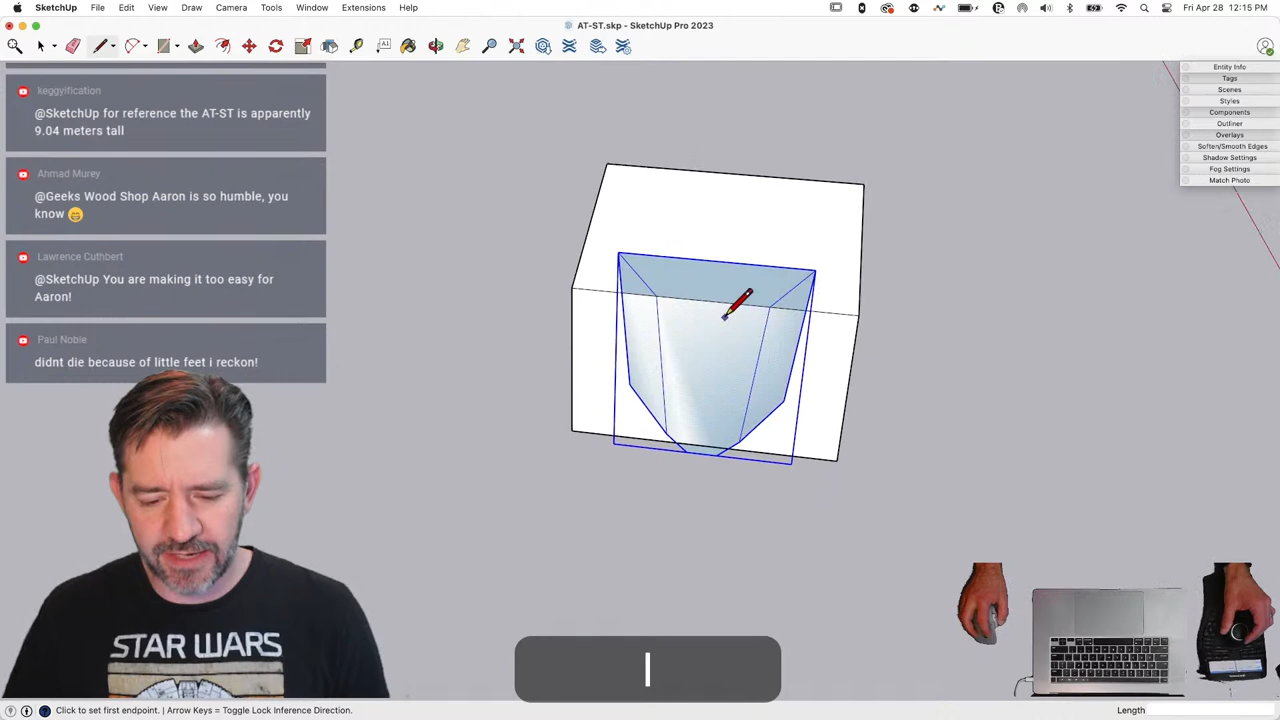 SketchUp File Edit View Draw Camera Tools Window Extensions Help
Fri Apr 28 12:15 PM
AT-ST.skp - SketchUp Pro 2023
keggyification
@SketchUp for reference the AT-ST is apparently
9.04 meters tall
Ahmad Murey
@Geeks Wood Shop Aaron is so humble, you
know 😁
Lawrence Cuthbert
@SketchUp You are making it too easy for
Aaron!
Paul Noble
didnt die because of little feet i reckon!
Entity Info
Tags
Scenes
Styles
Components
Outliner
Overlays
Soften/Smooth Edges
Shadow Settings
Fog Settings
Match Photo
STAR WARS
l
Click to set first endpoint. | Arrow Keys = Toggle Lock Inference Direction.
Length